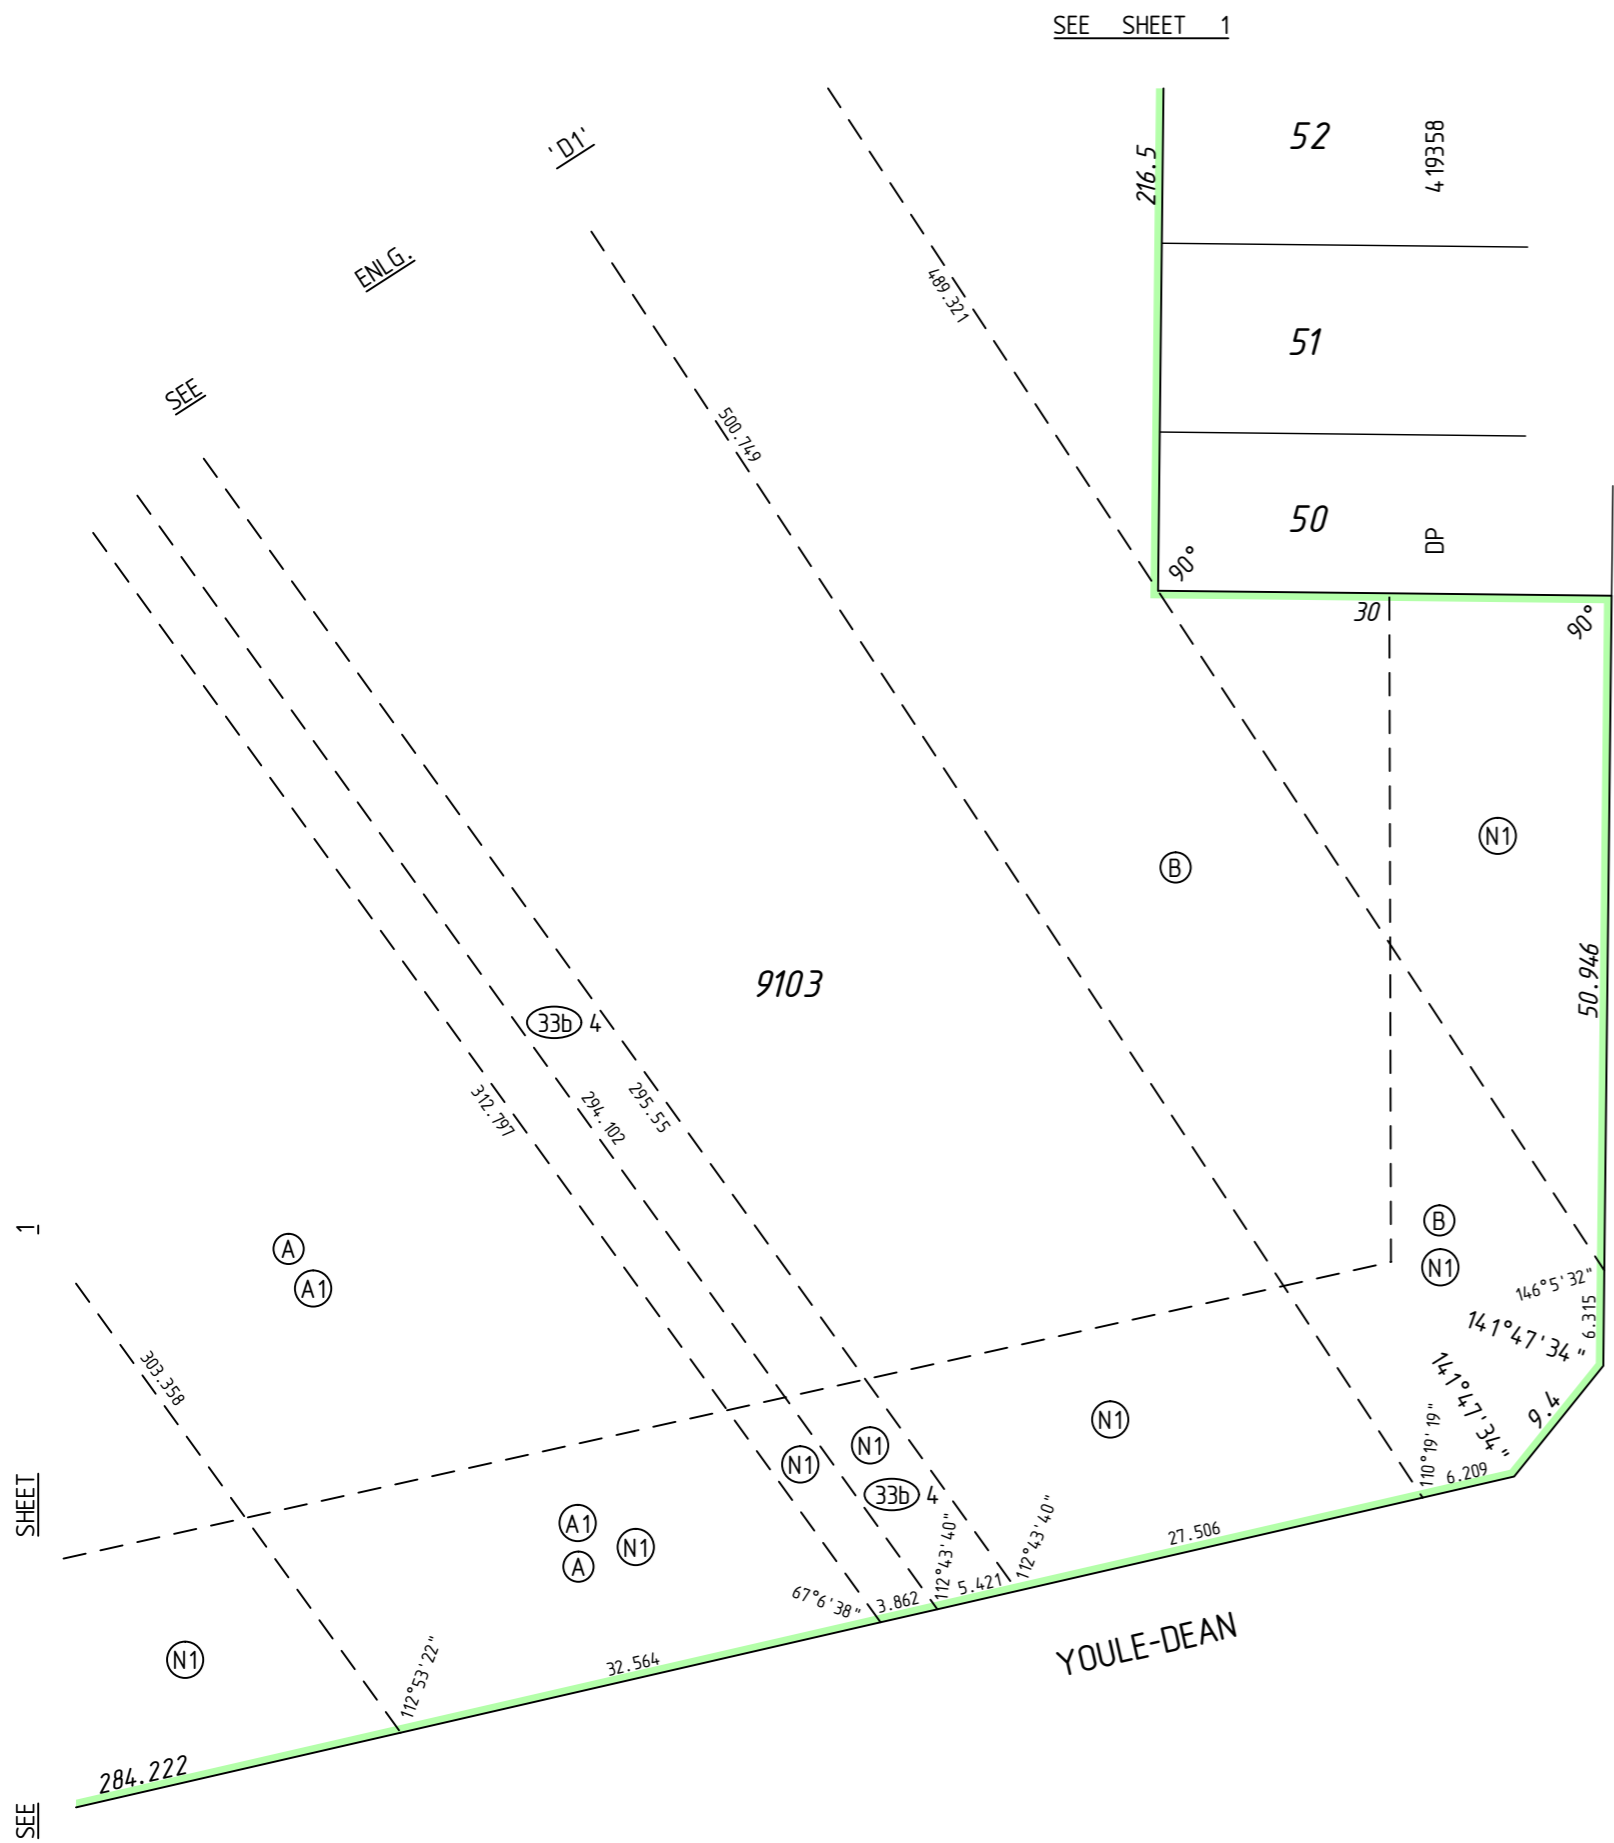 SEE SHEET 1
SEE ENLG. 'D1'
52
419358
216.5
51
489.321
500.749
50
DP
90°
30
90°
N1
B
50.946
9103
33b 4
312.797
294.102
295.55
A
A1
B
N1
146°5'32"
6.315
141°47'34"
141°47'34"
9.4
303.358
110°19'19"
6.209
N1
N1
N1
33b 4
A1
N1
A
112°43'40"
112°43'40"
27.506
67°6'38"
3.862
5.421
N1
112°53'22"
32.564
YOULE-DEAN
284.222
SEE SHEET 1